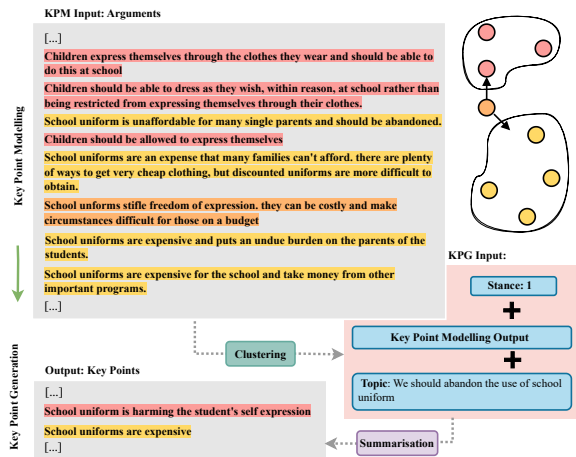 KPM Input: Arguments
[...]
Children express themselves through the clothes they wear and should be able to
do this at school
Children should be able to dress as they wish, within reason, at school rather than
being restricted from expressing themselves through their clothes.
School uniform is unaffordable for many single parents and should be abandoned.
Children should be allowed to express themselves
School uniforms are an expense that many families can't afford. there are plenty
of ways to get very cheap clothing, but discounted uniforms are more difficult to
obtain.
School unforms stifle freedom of expression. they can be costly and make
circumstances difficult for those on a budget
School uniforms are expensive and puts an undue burden on the parents of the
students.
School uniforms are expensive for the school and take money from other
important programs.
[...]
Key Point Modelling
KPG Input:
Stance: 1
+
Key Point Modelling Output
+
Topic: We should abandon the use of school
uniform
Clustering
Key Point Generation
Output: Key Points
[...]
School uniform is harming the student's self expression
School uniforms are expensive
[...]
Summarisation